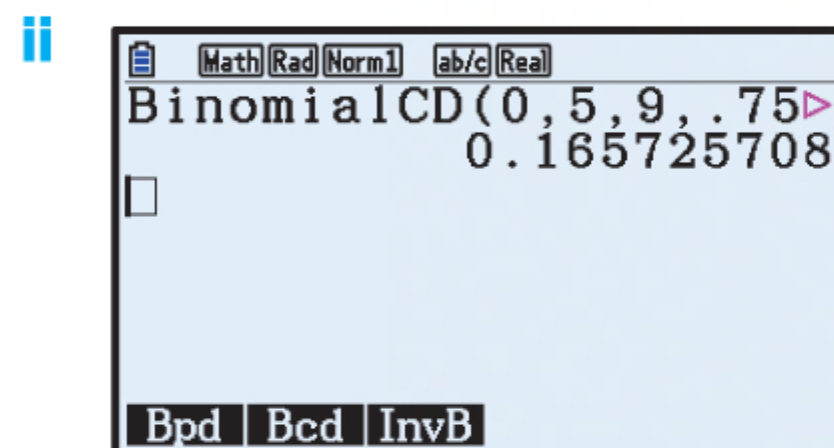 ii
Math Rad Norm1 ab/c Real
BinomialCD(0,5,9,.75▷
0.165725708
Bpd Bcd InvB